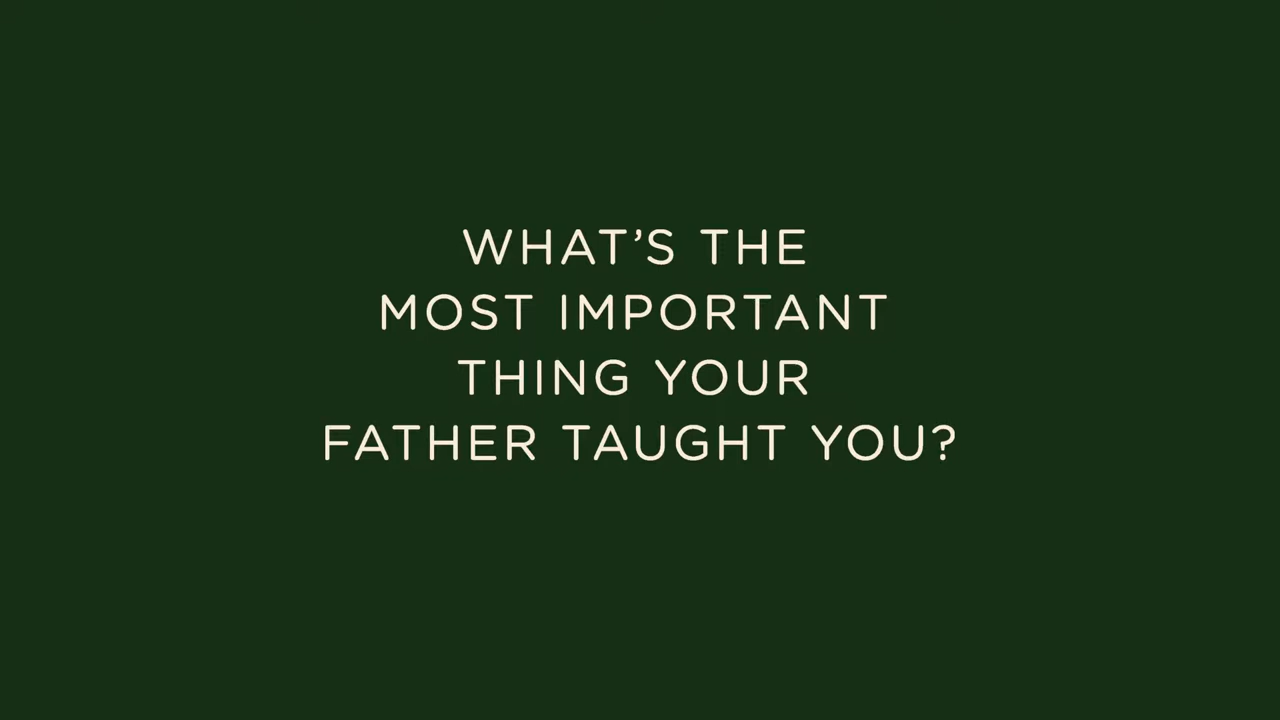 WHAT’S THE
MOST IMPORTANT
THING YOUR
FATHER TAUGHT YOU?